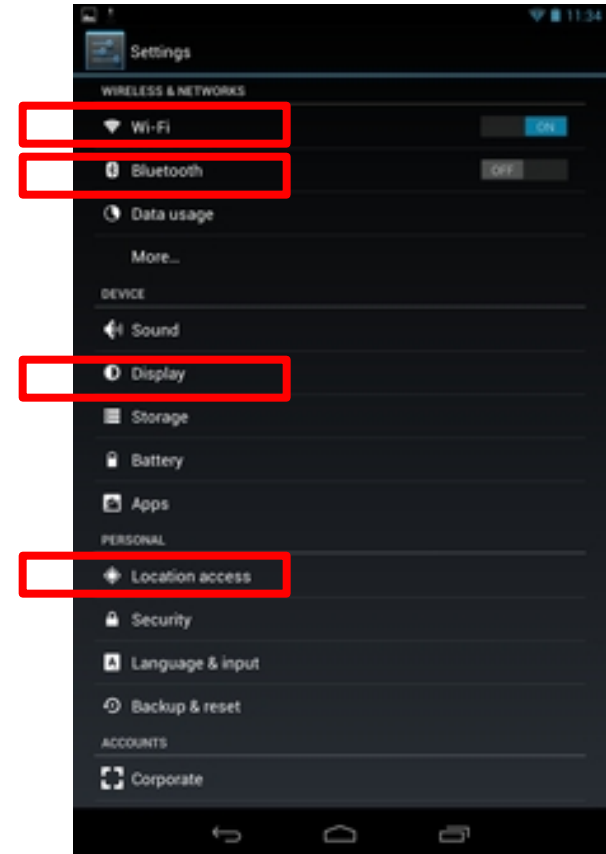 11:34
Settings
WIRELESS & NETWORKS
Wi-Fi ON
Bluetooth OFF
Data usage
More...
DEVICE
Sound
Display
Storage
Battery
Apps
PERSONAL
Location access
Security
Language & input
Backup & reset
ACCOUNTS
Corporate